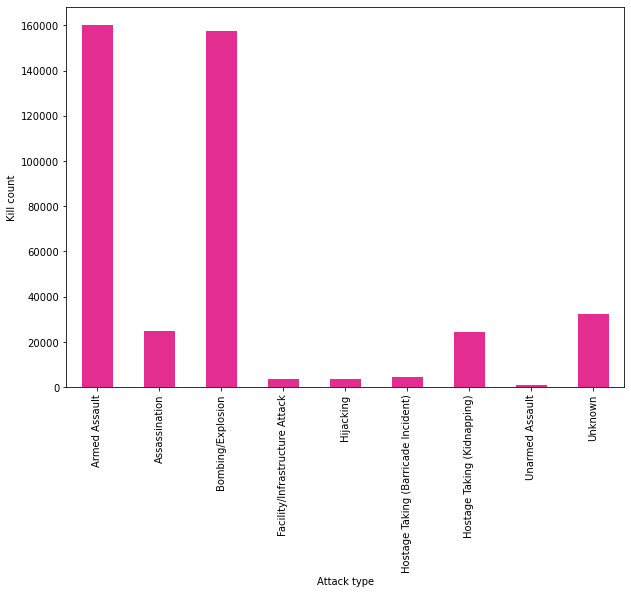 160000
140000
120000
100000
80000
60000
40000
20000
0
Kill count
Armed Assault
Assassination
Bombing/Explosion
Facility/Infrastructure Attack
Hijacking
Hostage Taking (Barricade Incident)
Hostage Taking (Kidnapping)
Unarmed Assault
Unknown
Attack type